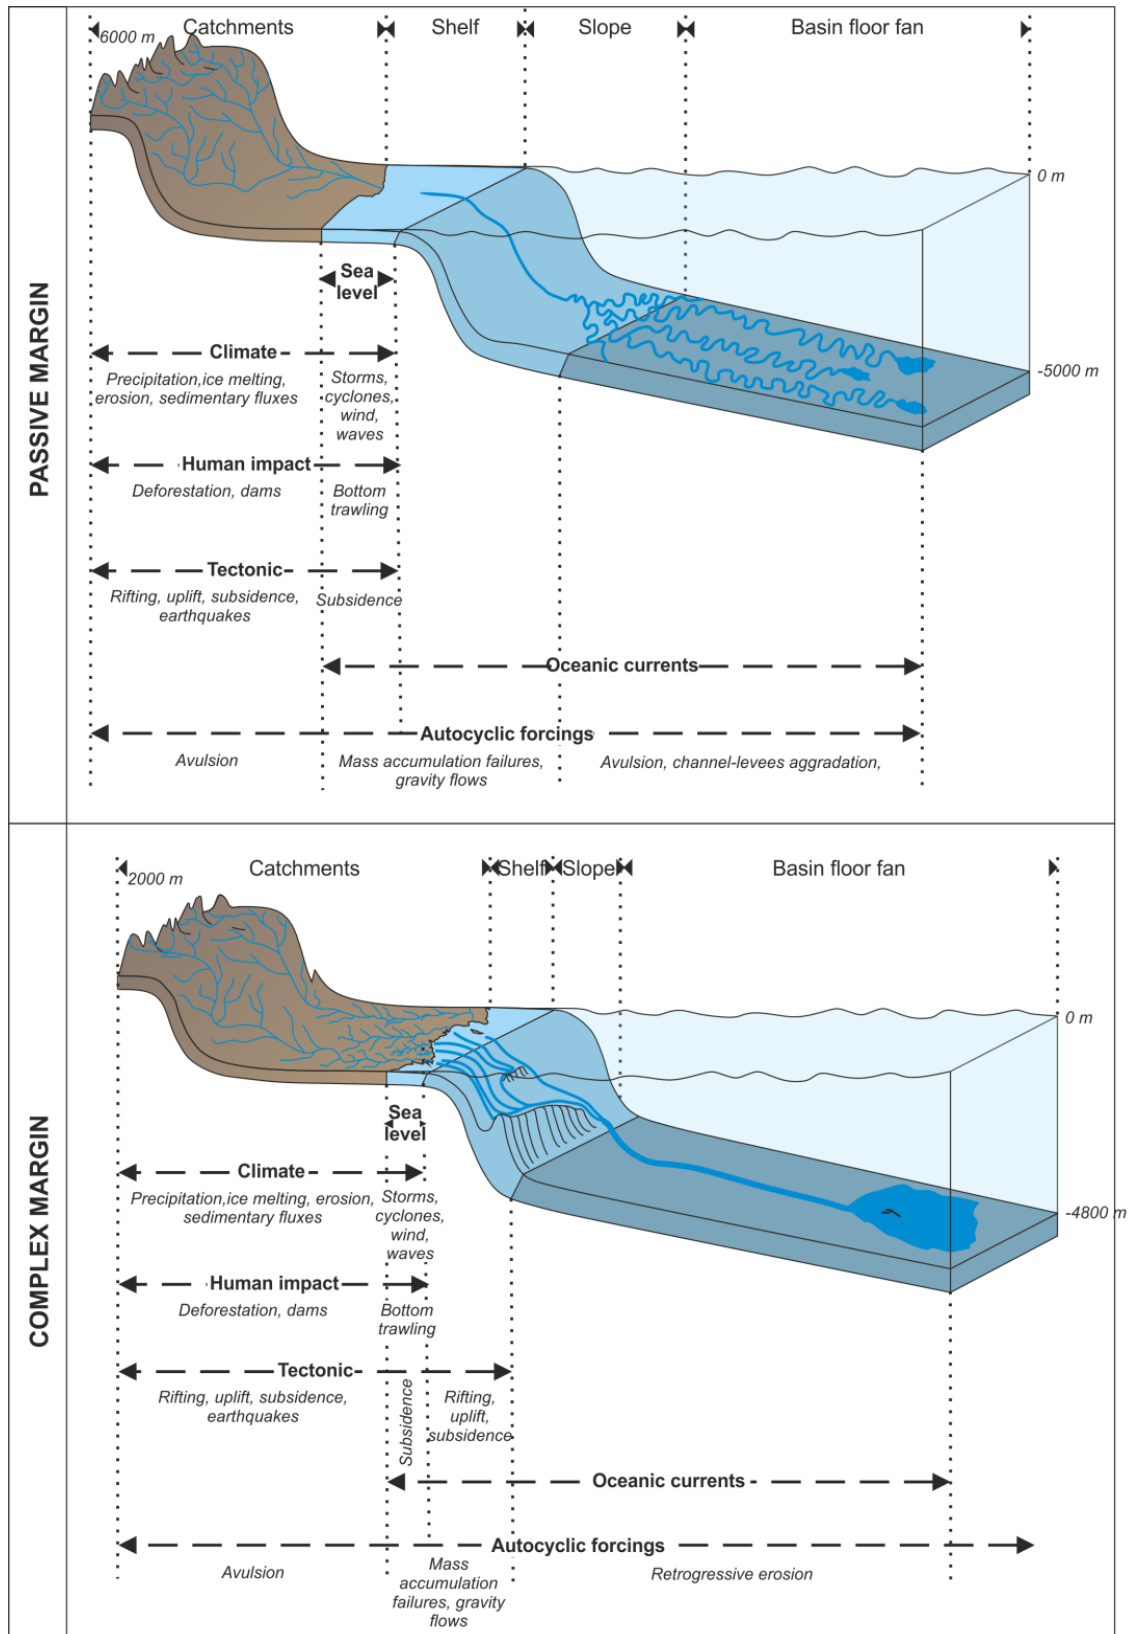 PASSIVE MARGIN
Catchments
Shelf
Slope
Basin floor fan
6000 m
0 m
-5000 m
Sea
level
Climate
Precipitation,ice melting,
erosion, sedimentary fluxes
Storms,
cyclones,
wind,
waves
Human impact
Deforestation, dams
Bottom
trawling
Tectonic
Rifting, uplift, subsidence,
earthquakes
Subsidence
Oceanic currents
Autocyclic forcings
Avulsion
Mass accumulation failures,
gravity flows
Avulsion, channel-levees aggradation,
COMPLEX MARGIN
Catchments
Shelf
Slope
Basin floor fan
2000 m
0 m
-4800 m
Sea
level
Climate
Precipitation,ice melting, erosion,
sedimentary fluxes
Storms,
cyclones,
wind,
waves
Human impact
Deforestation, dams
Bottom
trawling
Tectonic
Rifting, uplift, subsidence,
earthquakes
Subsidence
Rifting,
uplift,
subsidence
Oceanic currents
Autocyclic forcings
Avulsion
Mass
accumulation
failures, gravity
flows
Retrogressive erosion